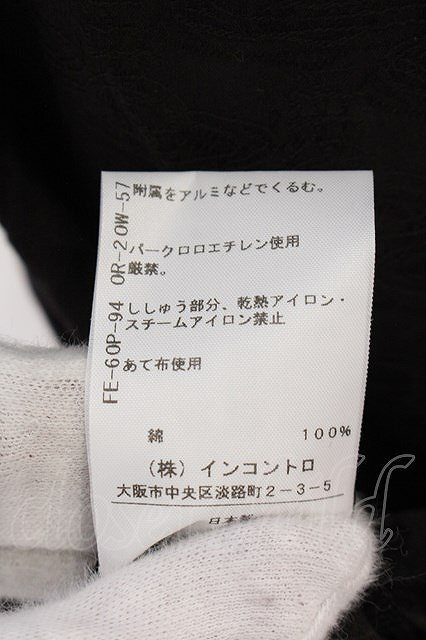 附属をアルミなどでくるむ。
パークロロエチレン使用
厳禁。
ししゅう部分、乾熱アイロン・
スチームアイロン禁止
あて布使用
綿 100%
（株）インコントロ
大阪市中央区淡路町2-3-5
日本
FE-60P-94 OR-20W-57
closet child